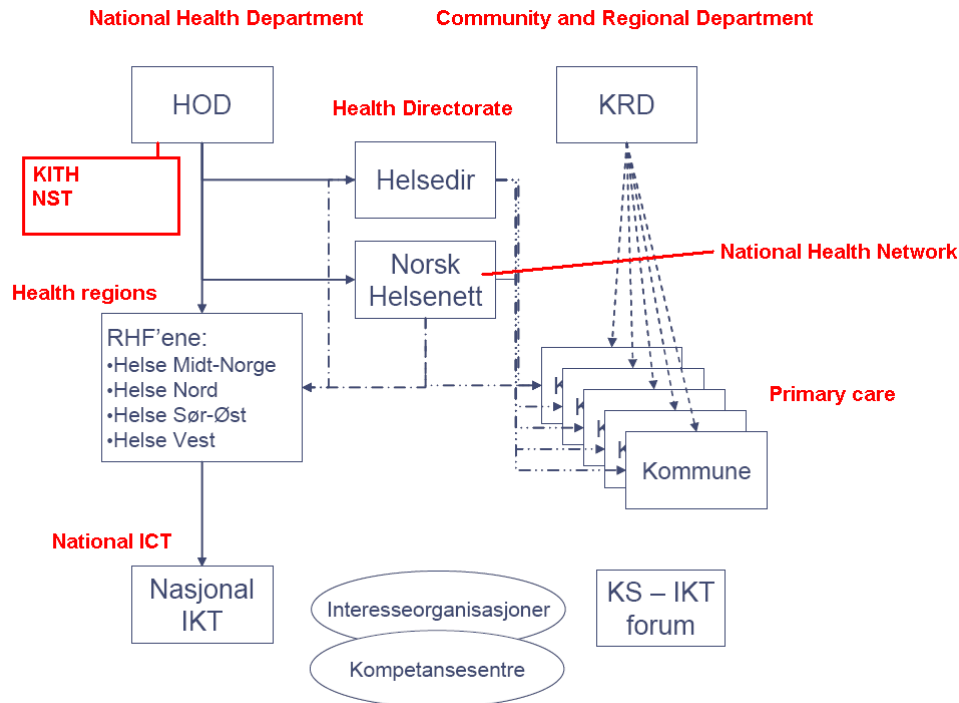 National Health Department
Community and Regional Department
HOD
KRD
Health Directorate
KITH
NST
Helsedir
Norsk
Helsenett
National Health Network
Health regions
RHF'ene:
•Helse Midt-Norge
•Helse Nord
•Helse Sør-Øst
•Helse Vest
K
K
K
K
Kommune
Primary care
National ICT
Nasjonal
IKT
Interesseorganisasjoner
Kompetansesentre
KS – IKT
forum